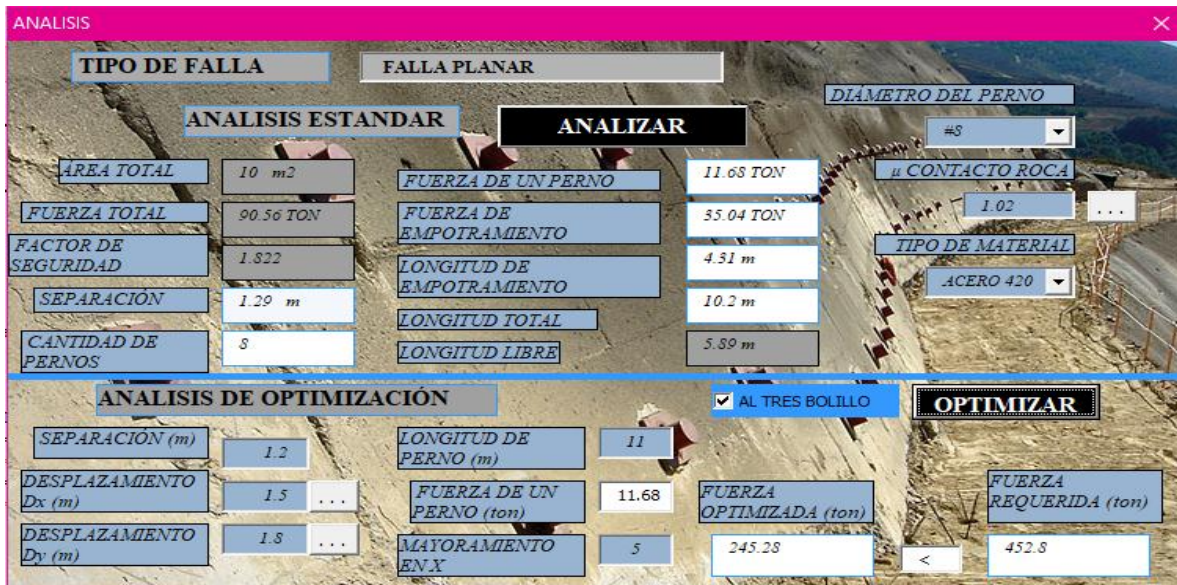 ANALISIS
TIPO DE FALLA
FALLA PLANAR
DIÁMETRO DEL PERNO
#8
ANALISIS ESTANDAR
ANALIZAR
ÁREA TOTAL
10 m2
FUERZA DE UN PERNO
11.68 TON
µ CONTACTO ROCA
1.02
...
FUERZA TOTAL
90.56 TON
FUERZA DE
EMPOTRAMIENTO
35.04 TON
FACTOR DE
SEGURIDAD
1.822
LONGITUD DE
EMPOTRAMIENTO
4.31 m
TIPO DE MATERIAL
ACERO 420
SEPARACIÓN
1.29 m
LONGITUD TOTAL
10.2 m
CANTIDAD DE
PERNOS
8
LONGITUD LIBRE
5.89 m
ANALISIS DE OPTIMIZACIÓN
AL TRES BOLILLO
OPTIMIZAR
SEPARACIÓN (m)
1.2
LONGITUD DE
PERNO (m)
11
DESPLAZAMIENTO
Dx (m)
1.5
...
FUERZA DE UN
PERNO (ton)
11.68
FUERZA
OPTIMIZADA (ton)
FUERZA
REQUERIDA (ton)
DESPLAZAMIENTO
Dy (m)
1.8
...
MAYORAMIENTO
EN X
5
245.28
<
452.8